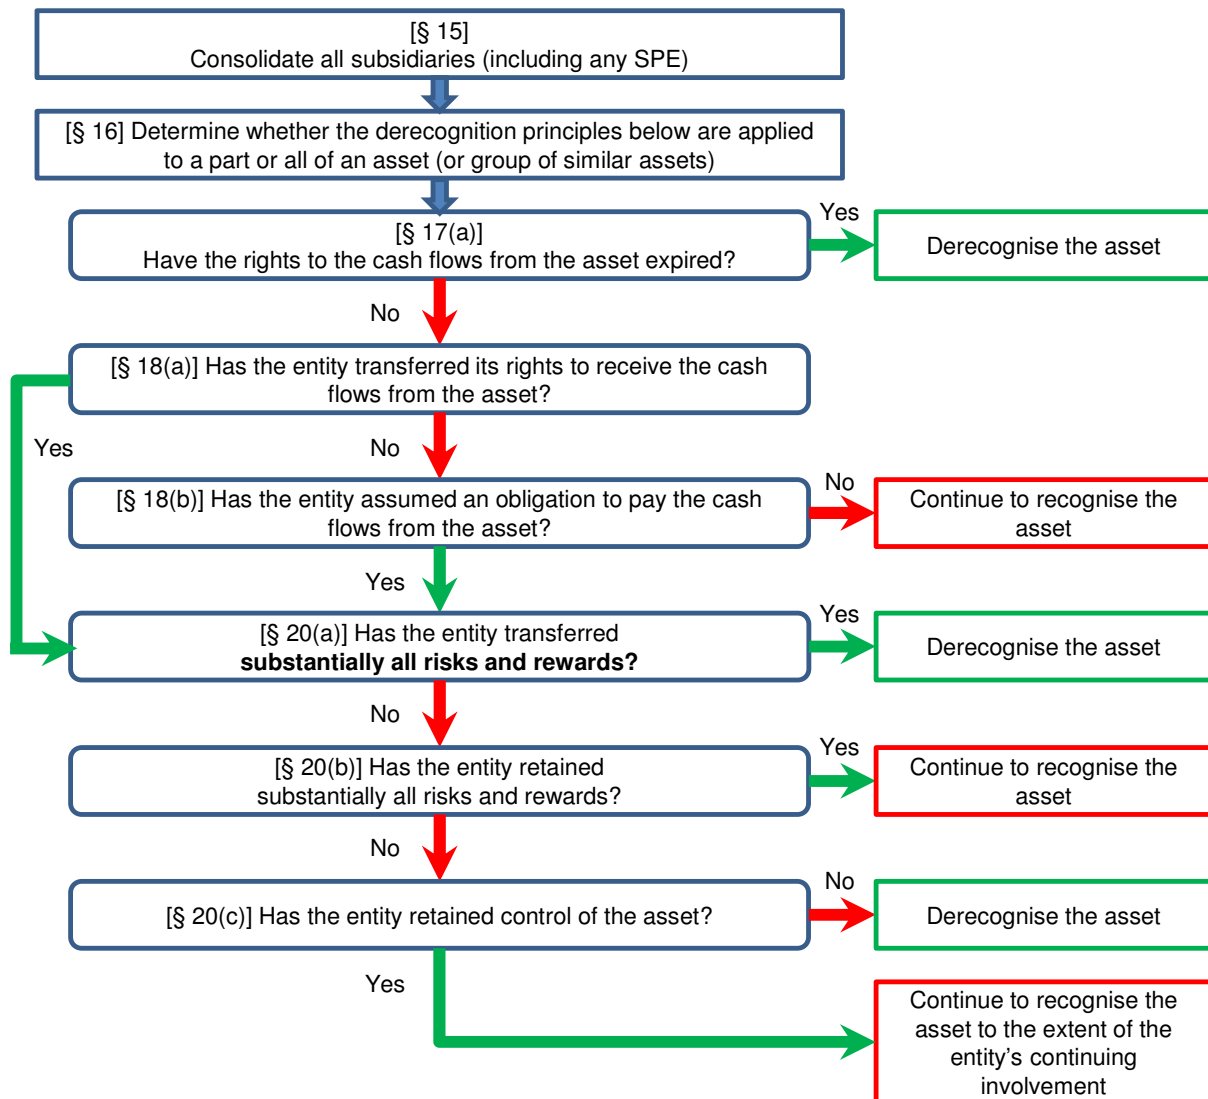 [§ 15]
Consolidate all subsidiaries (including any SPE)
[§ 16] Determine whether the derecognition principles below are applied
to a part or all of an asset (or group of similar assets)
[§ 17(a)]
Have the rights to the cash flows from the asset expired?
Yes
Derecognise the asset
No
[§ 18(a)] Has the entity transferred its rights to receive the cash
flows from the asset?
Yes
No
[§ 18(b)] Has the entity assumed an obligation to pay the cash
flows from the asset?
No
Continue to recognise the
asset
Yes
[§ 20(a)] Has the entity transferred
substantially all risks and rewards?
Yes
Derecognise the asset
No
[§ 20(b)] Has the entity retained
substantially all risks and rewards?
Yes
Continue to recognise the
asset
No
[§ 20(c)] Has the entity retained control of the asset?
No
Derecognise the asset
Yes
Continue to recognise the
asset to the extent of the
entity’s continuing
involvement